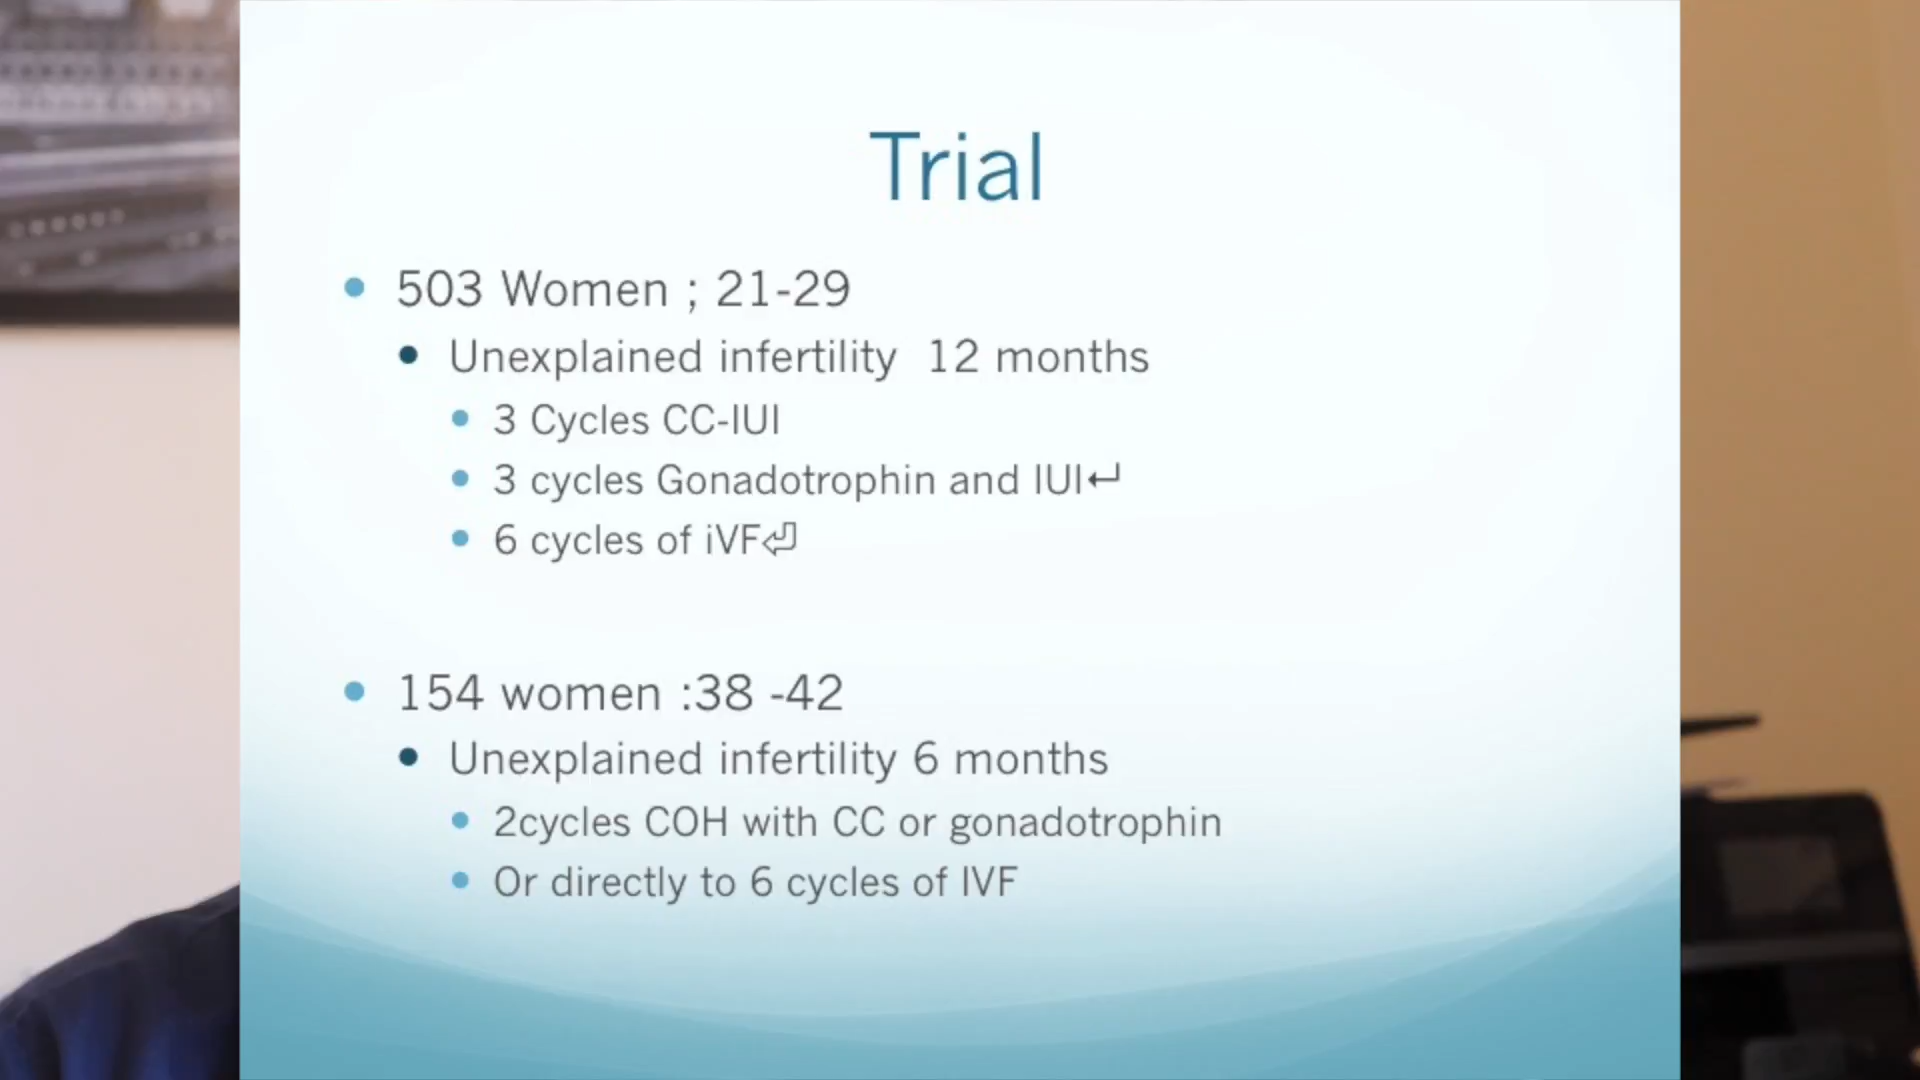 Trial
503 Women ; 21-29
Unexplained infertility 12 months
3 Cycles CC-IUI
3 cycles Gonadotrophin and IUI↵
6 cycles of iVF⏎
154 women :38 -42
Unexplained infertility 6 months
2cycles COH with CC or gonadotrophin
Or directly to 6 cycles of IVF